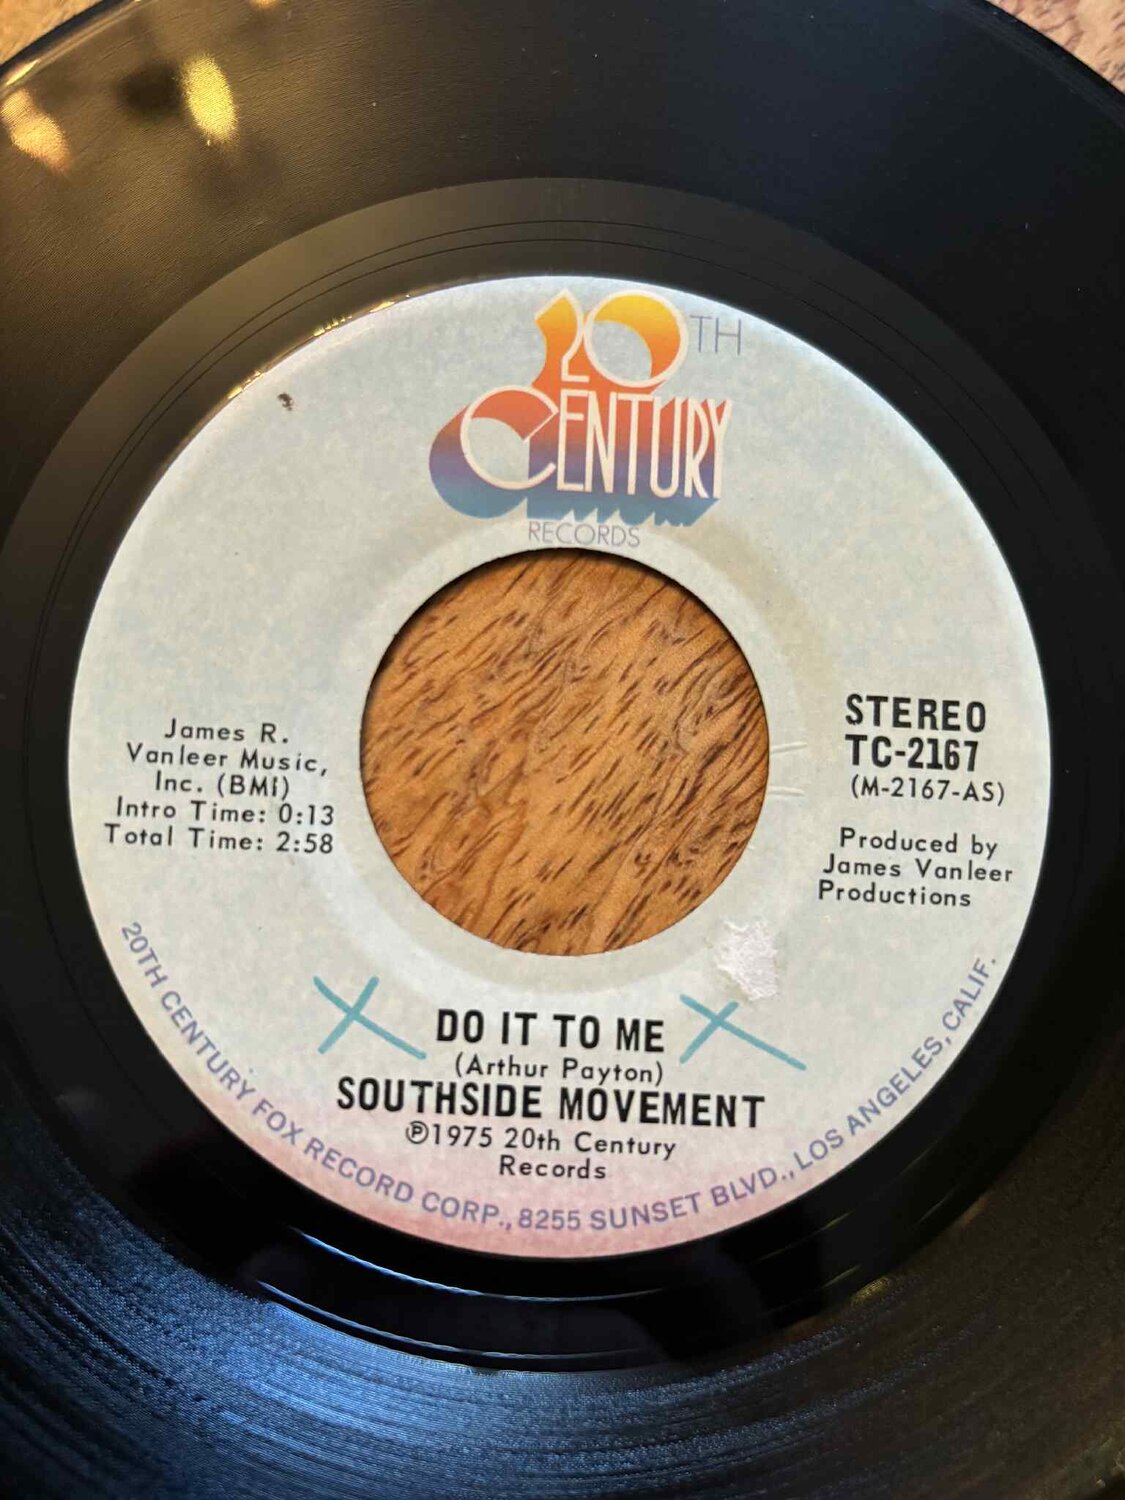 20TH
CENTURY
RECORDS
James R.
Vanleer Music,
Inc. (BMI)
Intro Time: 0:13
Total Time: 2:58
STEREO
TC-2167
(M-2167-AS)
Produced by
James Vanleer
Productions
X DO IT TO ME X
(Arthur Payton)
SOUTHSIDE MOVEMENT
℗1975 20th Century
Records
20TH CENTURY FOX RECORD CORP., 8255 SUNSET BLVD., LOS ANGELES, CALIF.